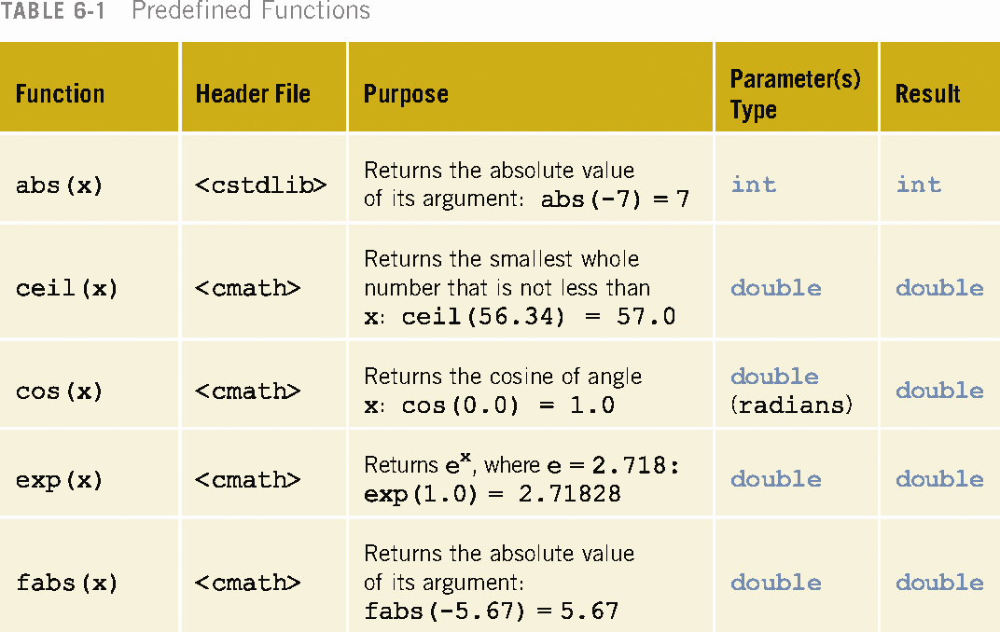 TABLE 6-1 Predefined Functions
Function Header File Purpose Parameter(s) Type Result
abs(x) <cstdlib> Returns the absolute value
of its argument: abs(-7) = 7 int int
ceil(x) <cmath> Returns the smallest whole
number that is not less than
x: ceil(56.34) = 57.0 double double
cos(x) <cmath> Returns the cosine of angle
x: cos(0.0) = 1.0 double (radians) double
exp(x) <cmath> Returns eˣ, where e = 2.718:
exp(1.0) = 2.71828 double double
fabs(x) <cmath> Returns the absolute value
of its argument:
fabs(-5.67) = 5.67 double double